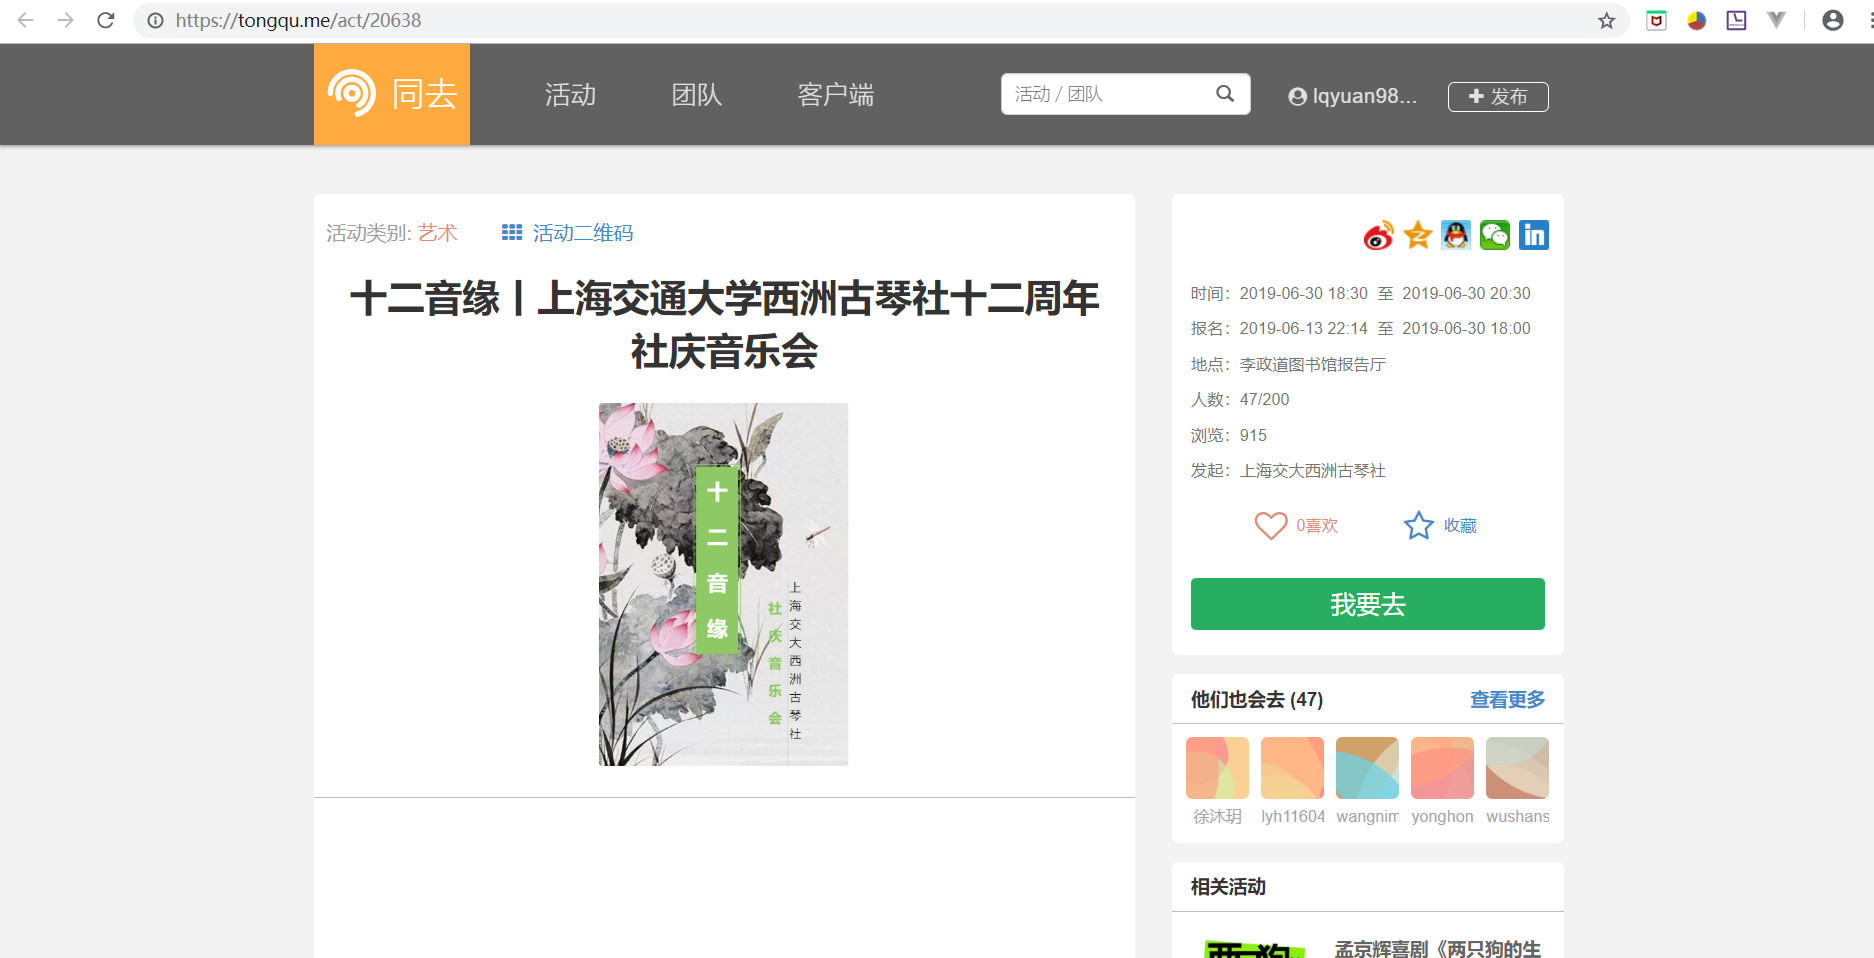 https://tongqu.me/act/20638
同去
活动
团队
客户端
活动 / 团队
lqyuan98...
发布
活动类别: 艺术
活动二维码
十二音缘丨上海交通大学西洲古琴社十二周年
社庆音乐会
十二音缘
社庆音乐会
上海交大西洲古琴社
时间：2019-06-30 18:30 至 2019-06-30 20:30
报名：2019-06-13 22:14 至 2019-06-30 18:00
地点：李政道图书馆报告厅
人数：47/200
浏览：915
发起：上海交大西洲古琴社
0喜欢
收藏
我要去
他们也会去 (47)
查看更多
徐沐玥
lyh11604
wangnim
yonghon
wushans
相关活动
孟京辉喜剧《两只狗的生